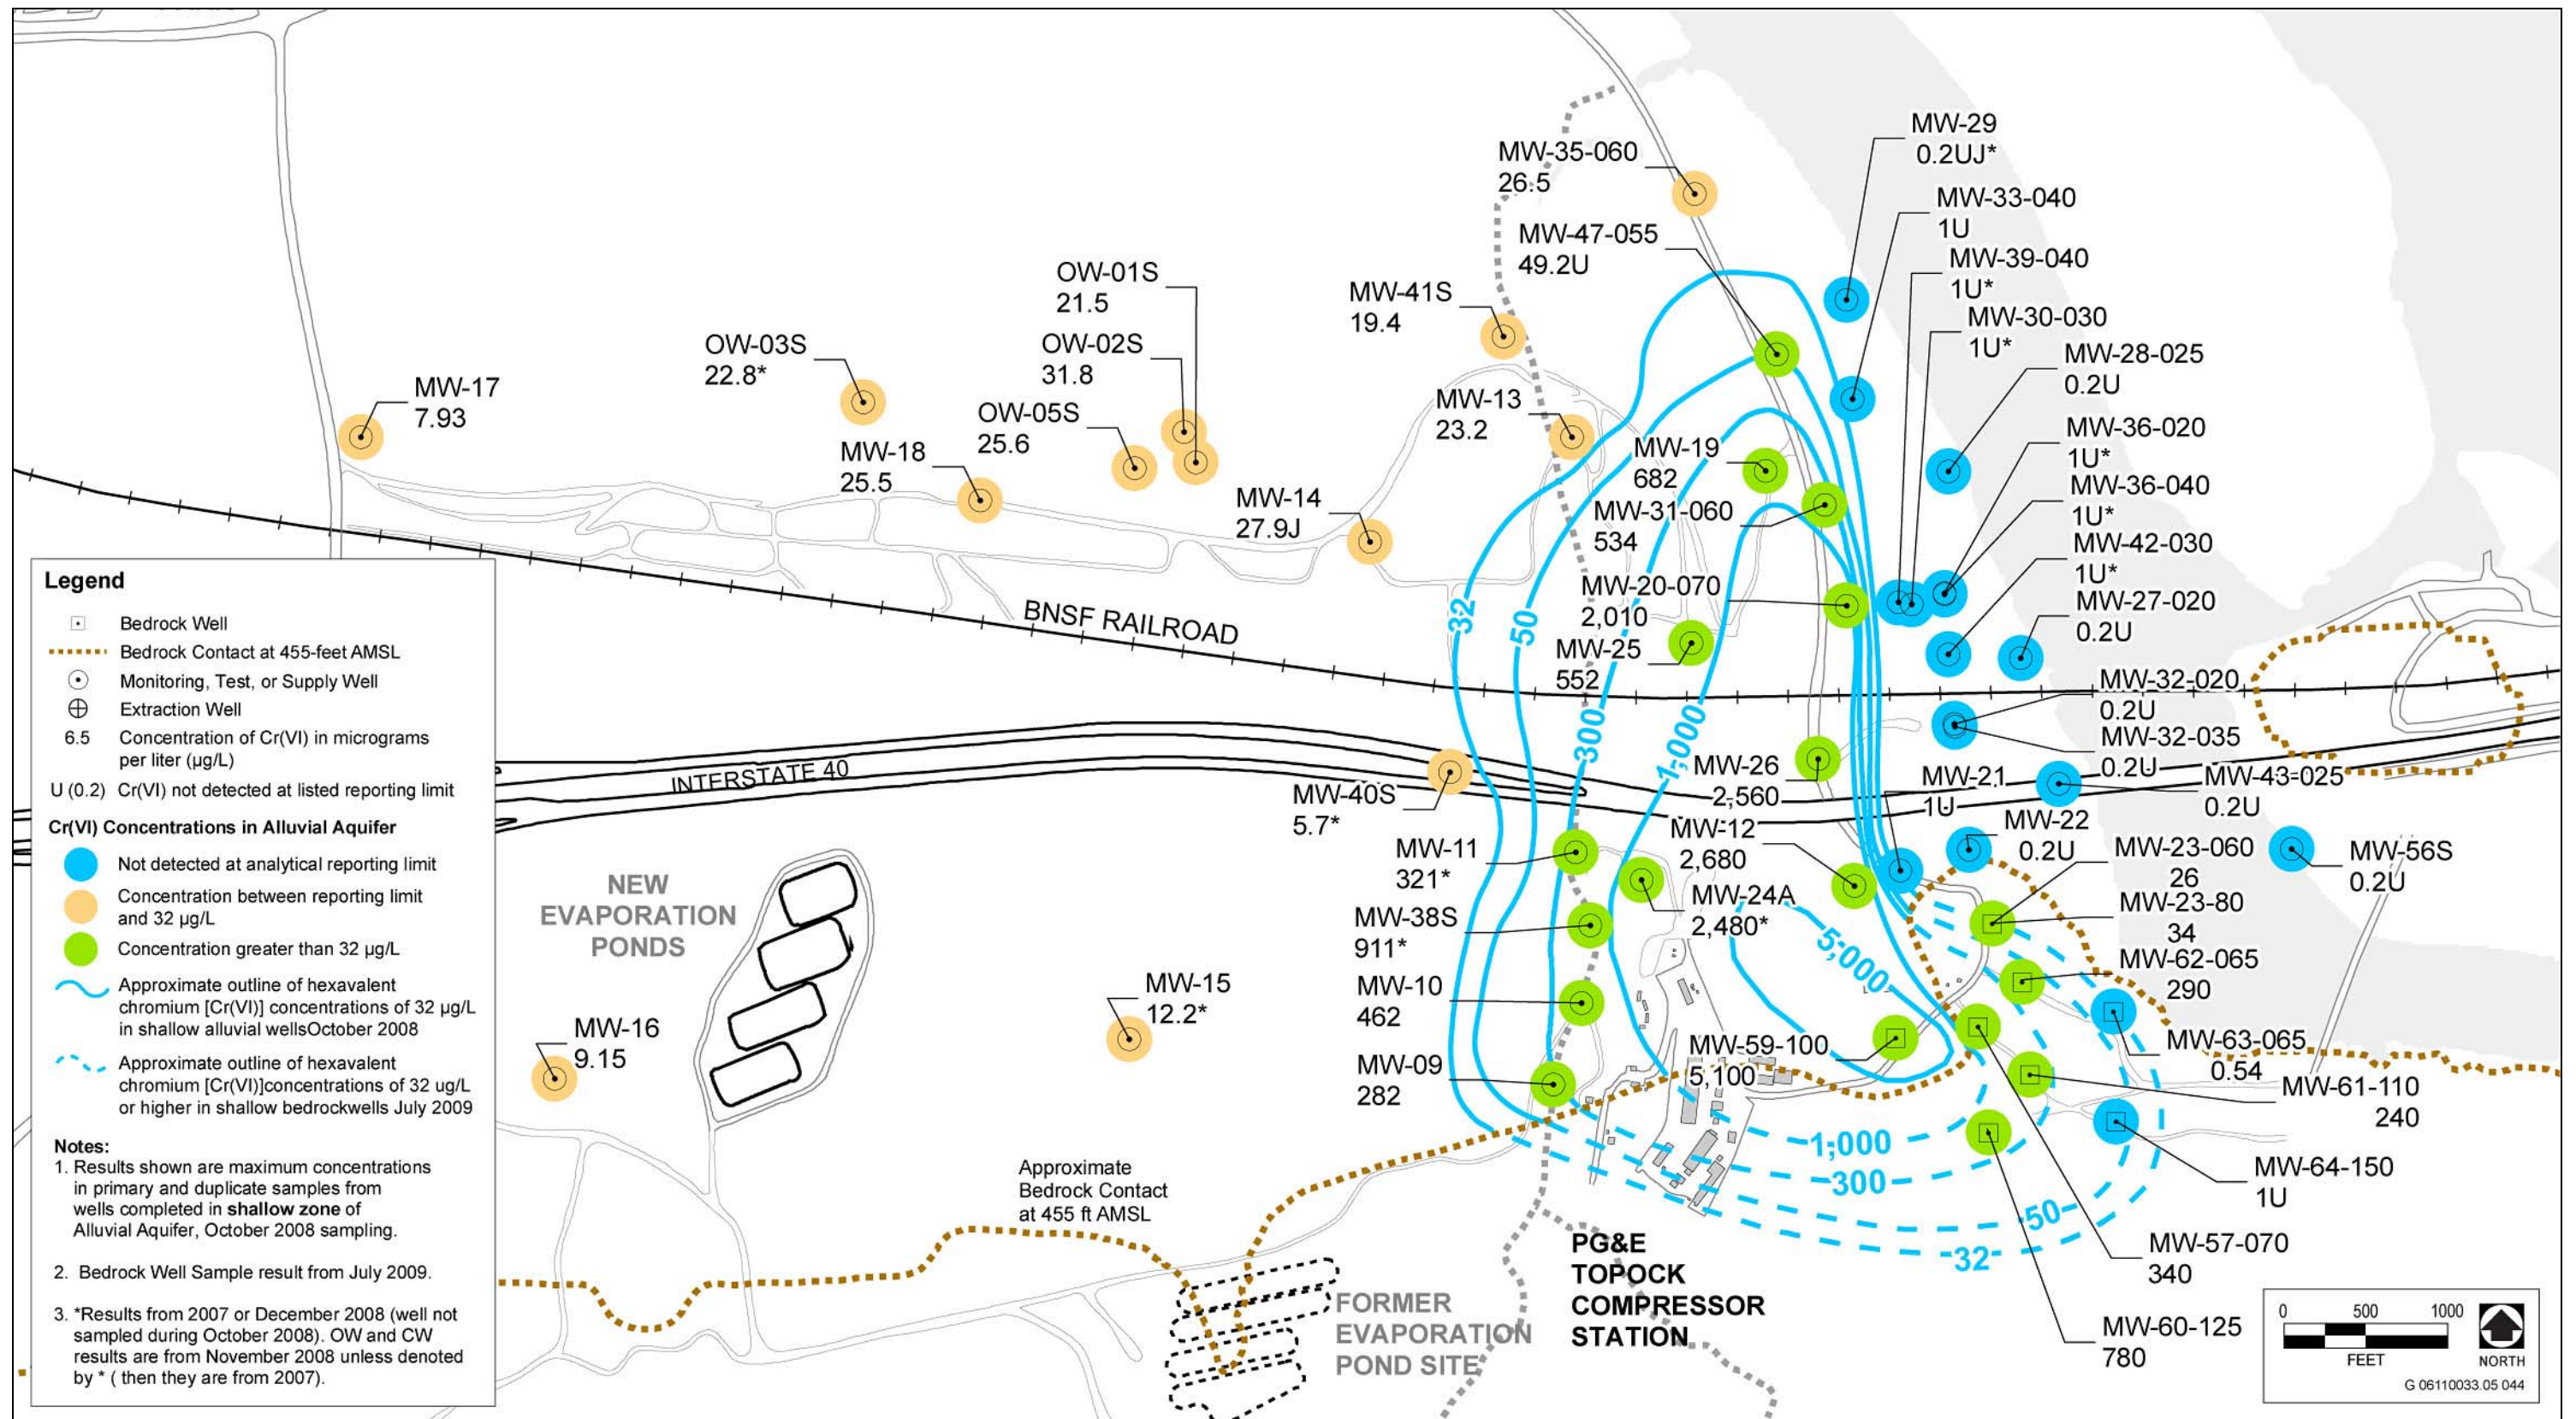 MW-29
0.2UJ*
MW-35-060
26.5
MW-33-040
1U
MW-47-055
49.2U
MW-39-040
1U*
OW-01S
21.5
MW-41S
19.4
MW-30-030
1U*
OW-03S
22.8*
OW-02S
31.8
MW-28-025
0.2U
MW-17
7.93
OW-05S
25.6
MW-13
23.2
MW-36-020
1U*
MW-18
25.5
MW-19
682
MW-14
27.9J
MW-31-060
534
MW-36-040
1U*
MW-42-030
1U*
MW-20-070
2,010
MW-27-020
0.2U
BNSF RAILROAD
32
50
300
1,000
MW-25
552
MW-32-020
0.2U
MW-32-035
0.2U
INTERSTATE 40
MW-40S
5.7*
MW-26
2,560
MW-21
1U
MW-43-025
0.2U
MW-12
2,680
MW-22
0.2U
MW-11
321*
MW-23-060
26
MW-56S
0.2U
MW-24A
2,480*
MW-23-80
34
MW-38S
911*
5,000
MW-62-065
290
NEW
EVAPORATION
PONDS
MW-15
12.2*
MW-10
462
MW-16
9.15
MW-59-100
5,100
MW-63-065
0.54
MW-09
282
MW-61-110
240
1,000
300
50
32
MW-64-150
1U
MW-57-070
340
MW-60-125
780
Approximate
Bedrock Contact
at 455 ft AMSL
FORMER
EVAPORATION
POND SITE
PG&E
TOPOCK
COMPRESSOR
STATION
Legend
Bedrock Well
Bedrock Contact at 455-feet AMSL
Monitoring, Test, or Supply Well
Extraction Well
6.5 Concentration of Cr(VI) in micrograms
per liter (µg/L)
U (0.2) Cr(VI) not detected at listed reporting limit
Cr(VI) Concentrations in Alluvial Aquifer
Not detected at analytical reporting limit
Concentration between reporting limit
and 32 µg/L
Concentration greater than 32 µg/L
Approximate outline of hexavalent
chromium [Cr(VI)] concentrations of 32 µg/L
in shallow alluvial wellsOctober 2008
Approximate outline of hexavalent
chromium [Cr(VI)]concentrations of 32 ug/L
or higher in shallow bedrockwells July 2009
Notes:
1. Results shown are maximum concentrations
in primary and duplicate samples from
wells completed in shallow zone of
Alluvial Aquifer, October 2008 sampling.
2. Bedrock Well Sample result from July 2009.
3. *Results from 2007 or December 2008 (well not
sampled during October 2008). OW and CW
results are from November 2008 unless denoted
by * ( then they are from 2007).
0 500 1000
FEET
NORTH
G 06110033.05 044